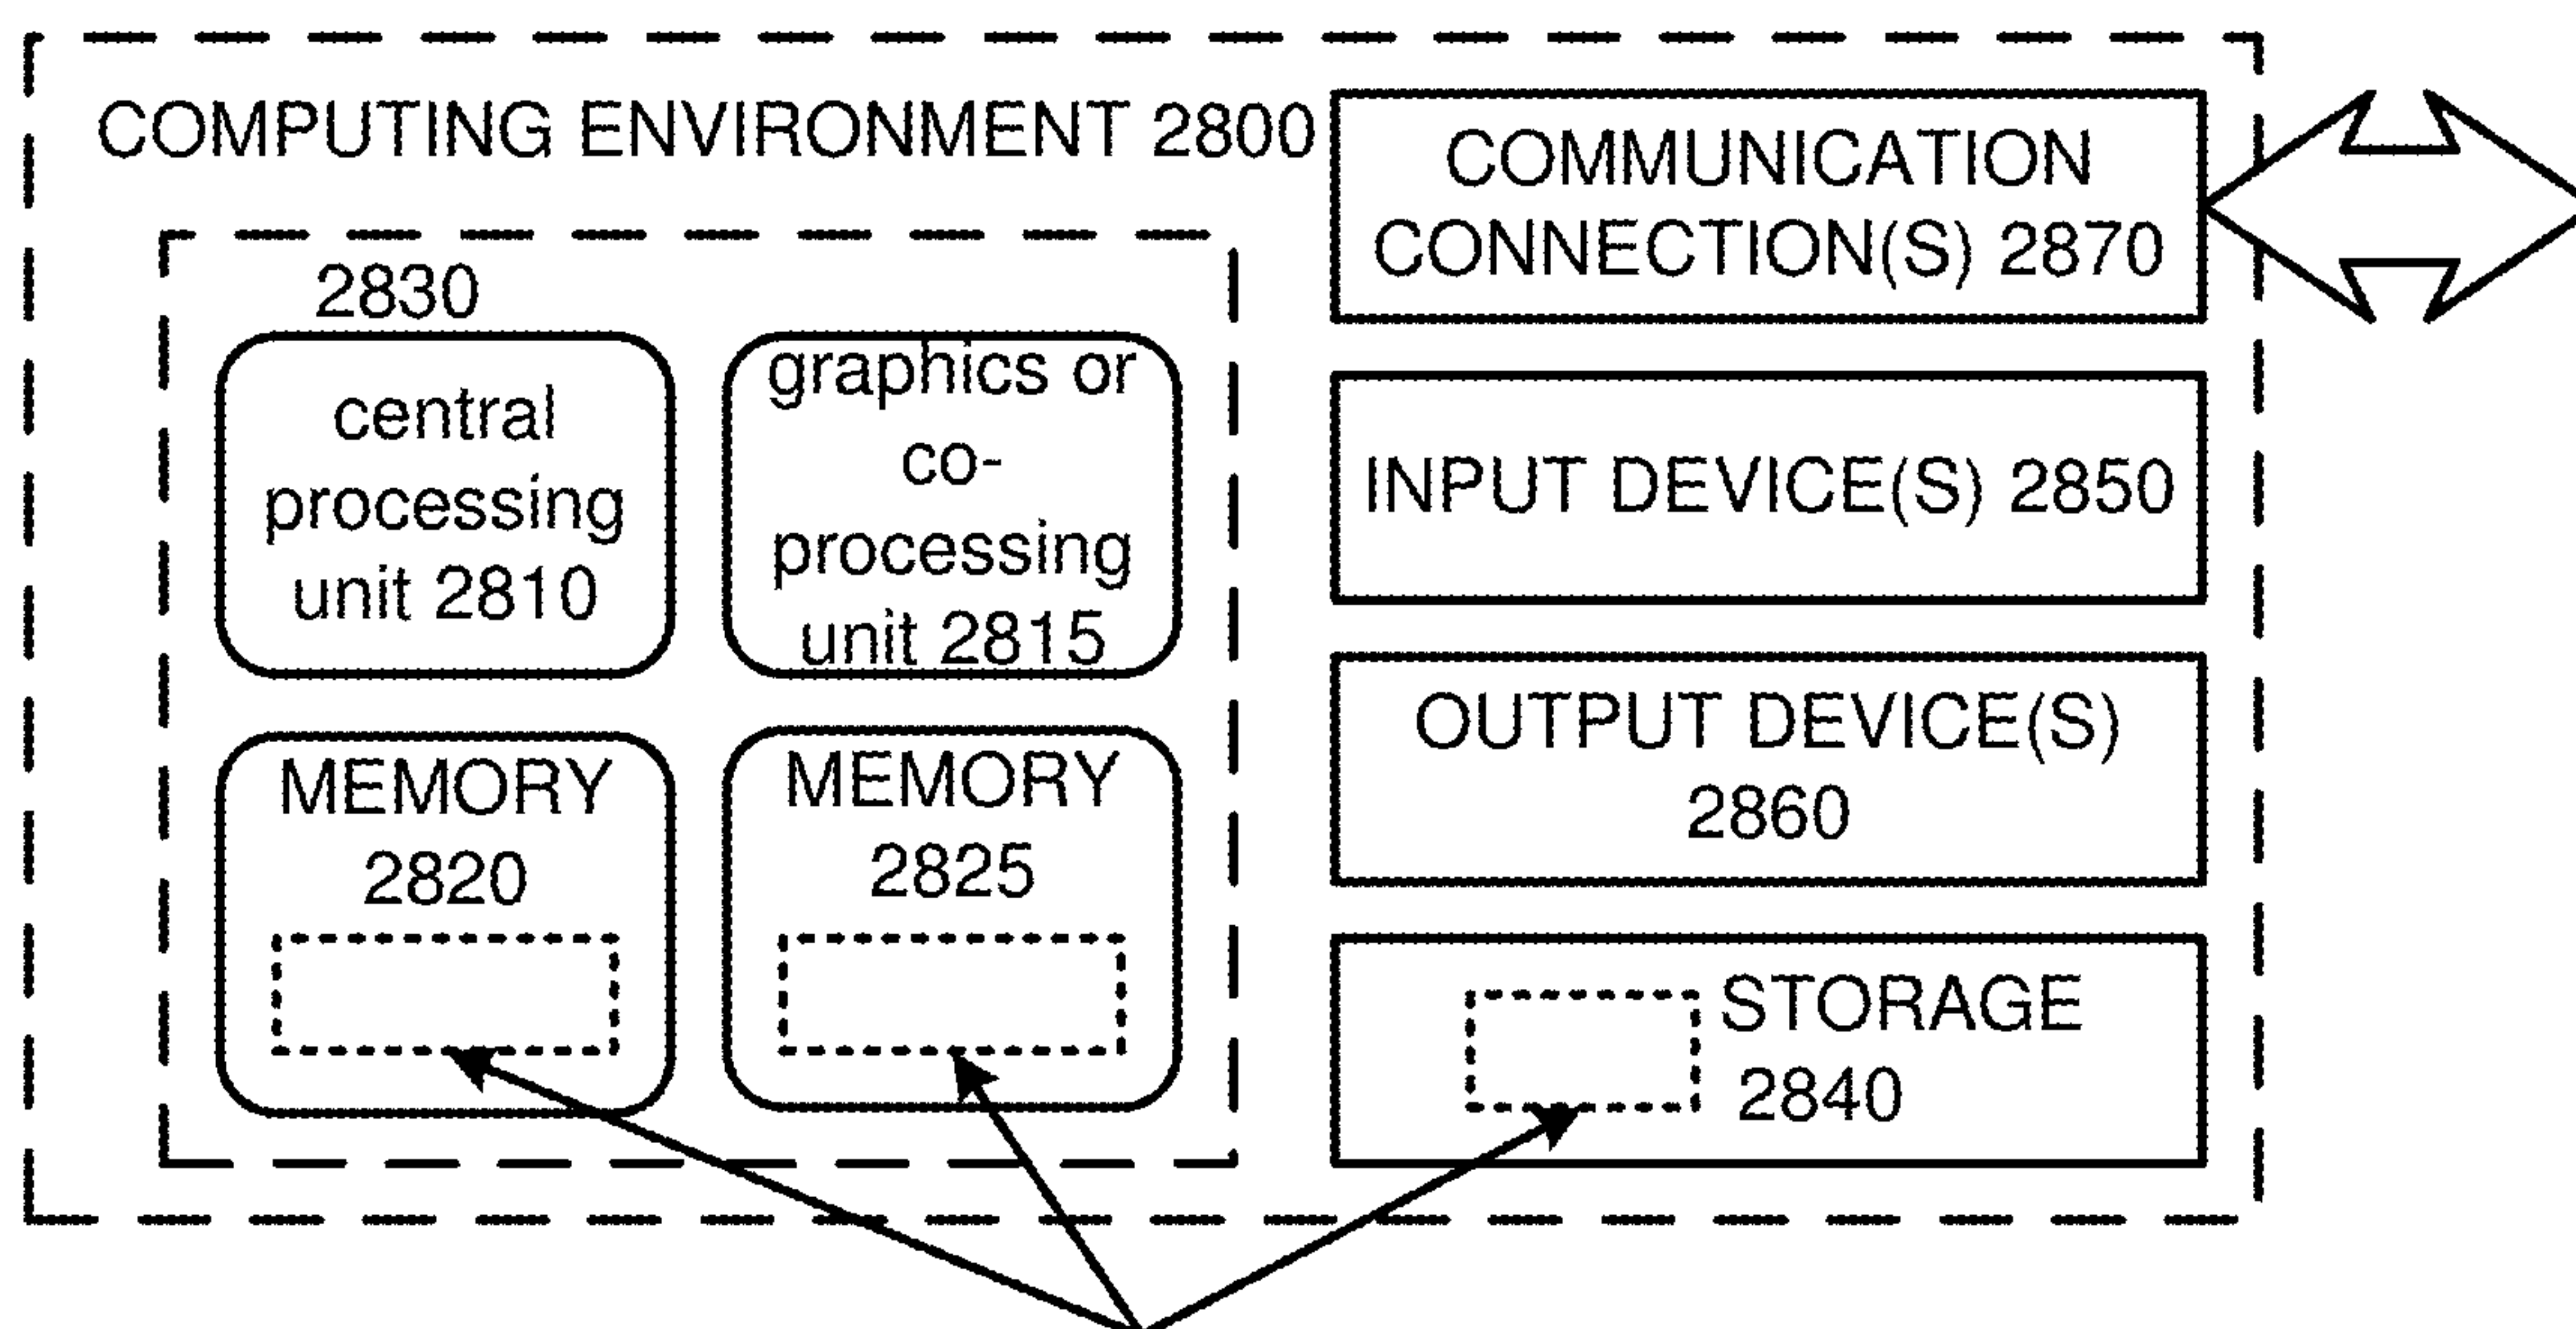 COMPUTING ENVIRONMENT 2800
2830
central
processing
unit 2810
graphics or
co-
processing
unit 2815
MEMORY
2820
MEMORY
2825
COMMUNICATION
CONNECTION(S) 2870
INPUT DEVICE(S) 2850
OUTPUT DEVICE(S)
2860
STORAGE
2840